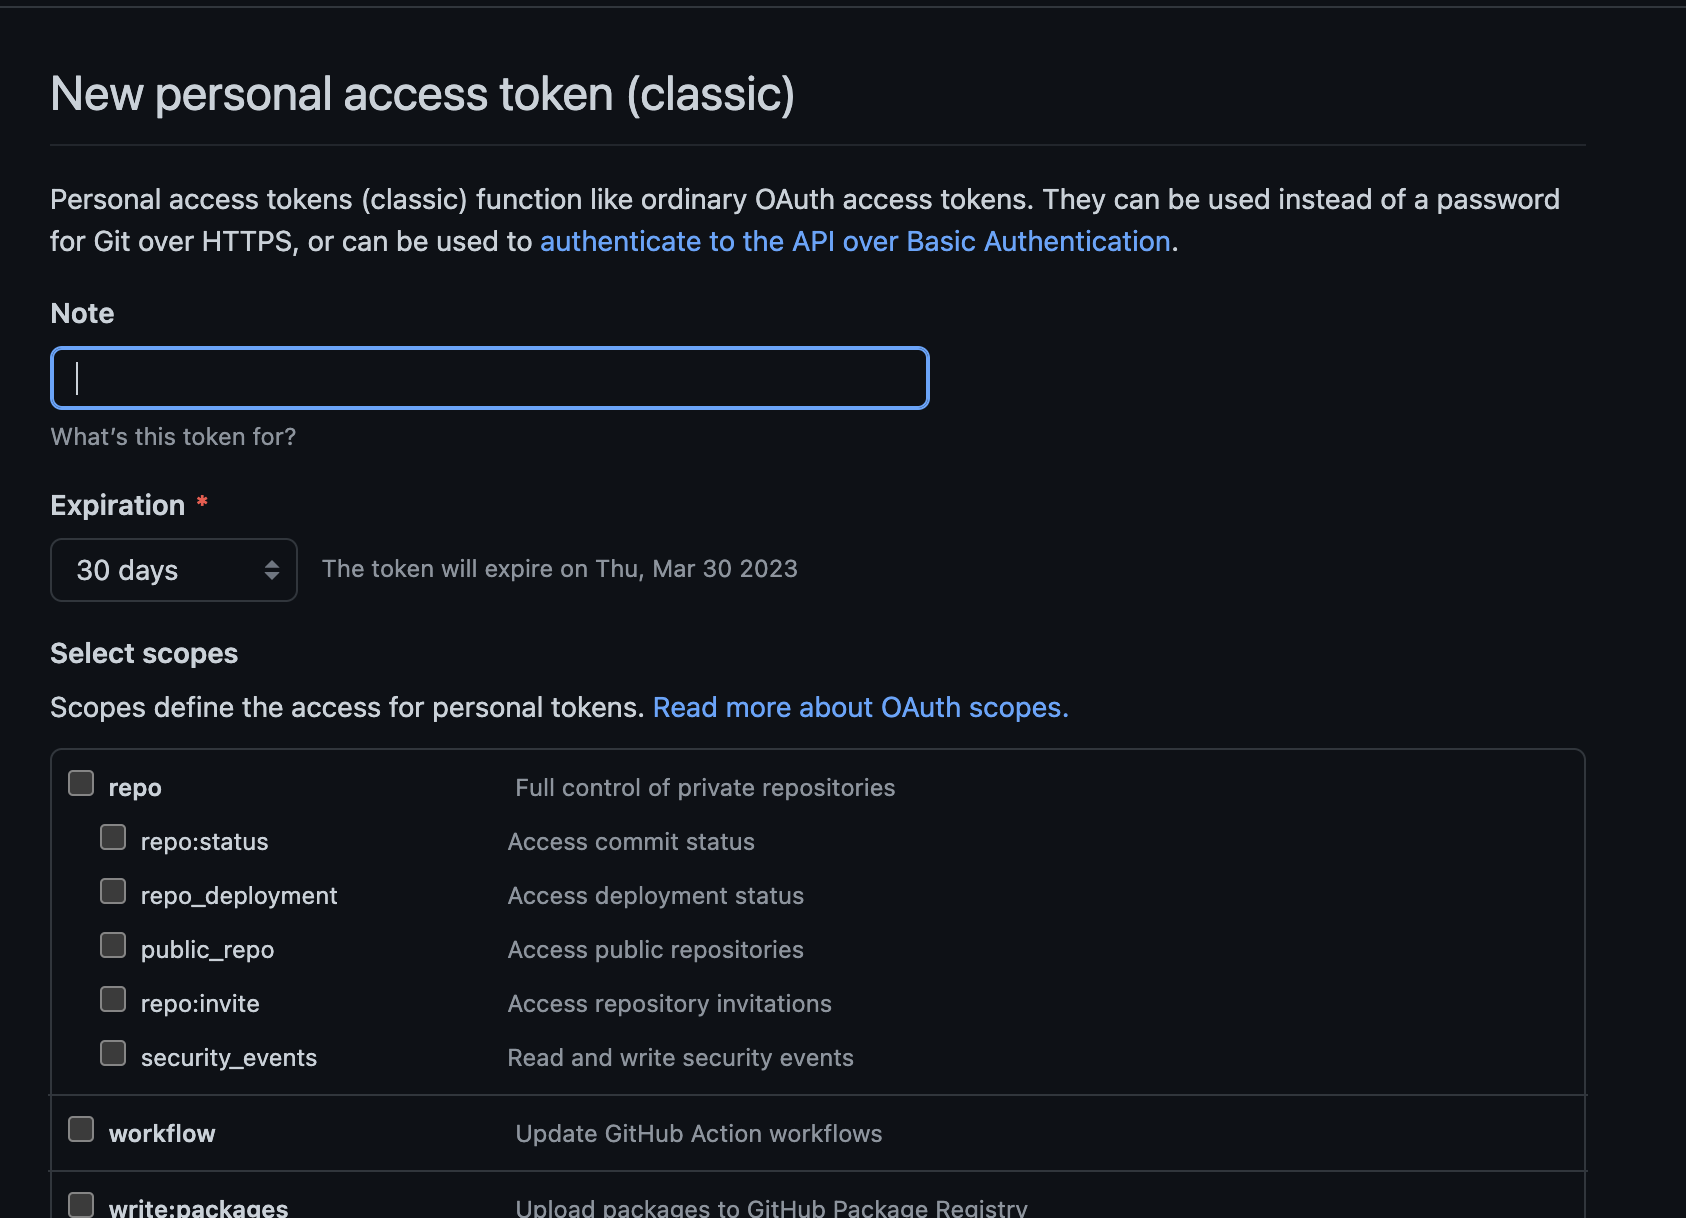 New personal access token (classic)
Personal access tokens (classic) function like ordinary OAuth access tokens. They can be used instead of a password
for Git over HTTPS, or can be used to authenticate to the API over Basic Authentication.
Note
What's this token for?
Expiration *
30 days The token will expire on Thu, Mar 30 2023
Select scopes
Scopes define the access for personal tokens. Read more about OAuth scopes.
repo Full control of private repositories
repo:status Access commit status
repo_deployment Access deployment status
public_repo Access public repositories
repo:invite Access repository invitations
security_events Read and write security events
workflow Update GitHub Action workflows
write:packages Upload packages to GitHub Package Registry